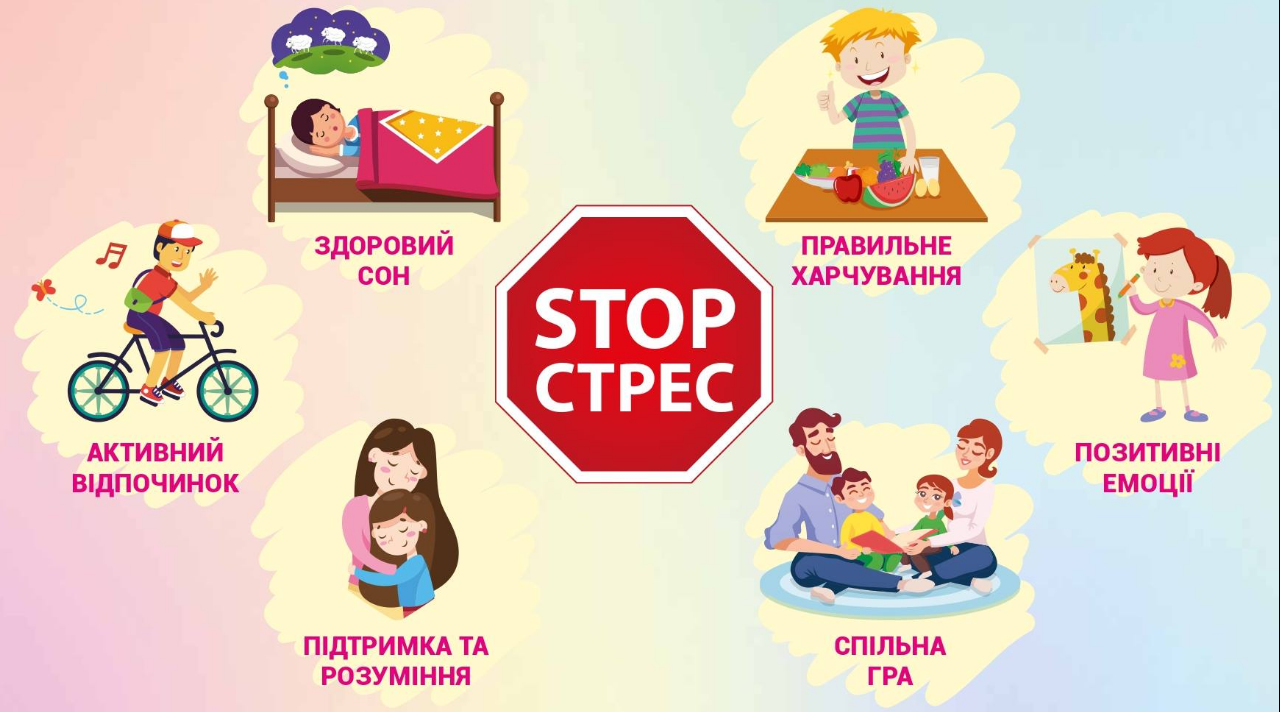 ЗДОРОВИЙ
СОН
ПРАВИЛЬНЕ
ХАРЧУВАННЯ
STOP
СТРЕС
АКТИВНИЙ
ВІДПОЧИНОК
ПОЗИТИВНІ
ЕМОЦІЇ
ПІДТРИМКА ТА
РОЗУМІННЯ
СПІЛЬНА
ГРА